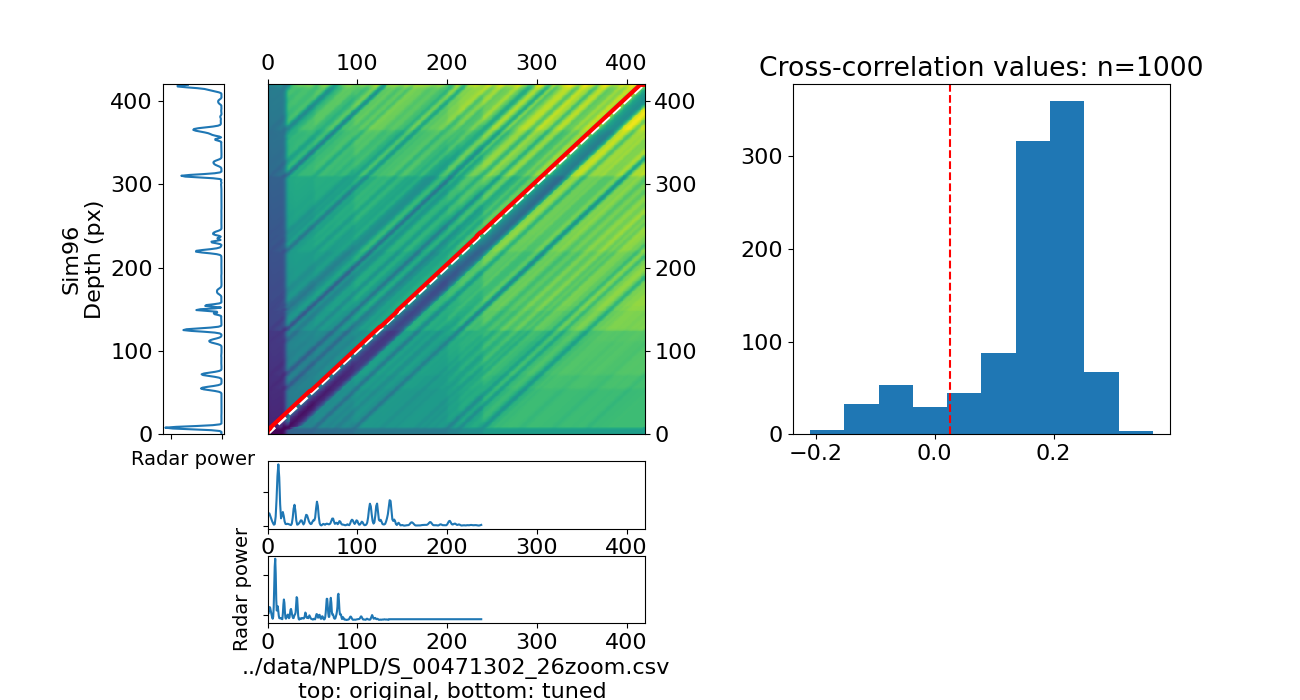 0 100 200 300 400
Cross-correlation values: n=1000
400
300
200
100
0
Sim96
Depth (px)
Radar power
400
300
200
100
0
300
200
100
0
−0.2 0.0 0.2
0 100 200 300 400
Radar power
0 100 200 300 400
../data/NPLD/S_00471302_26zoom.csv
top: original, bottom: tuned